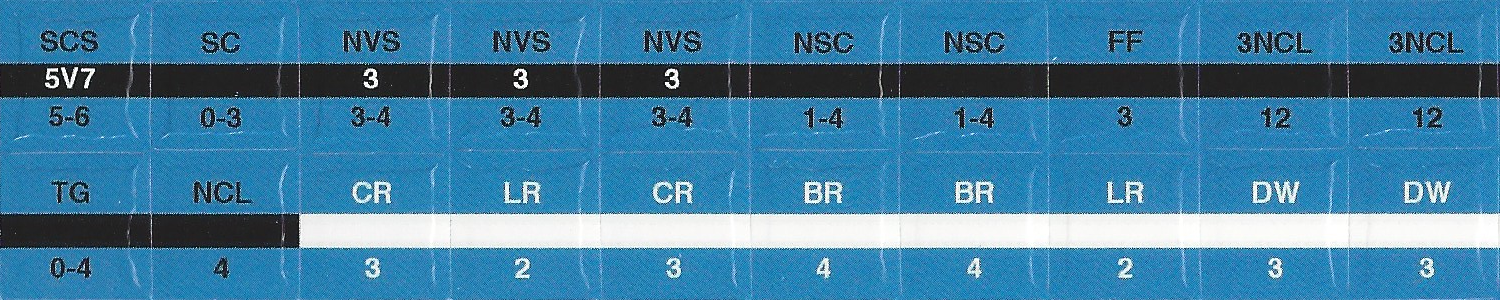 SCS SC NVS NVS NVS NSC NSC FF 3NCL 3NCL
5V7 3 3 3
5-6 0-3 3-4 3-4 3-4 1-4 1-4 3 12 12
TG NCL CR LR CR BR BR LR DW DW
0-4 4 3 2 3 4 4 2 3 3